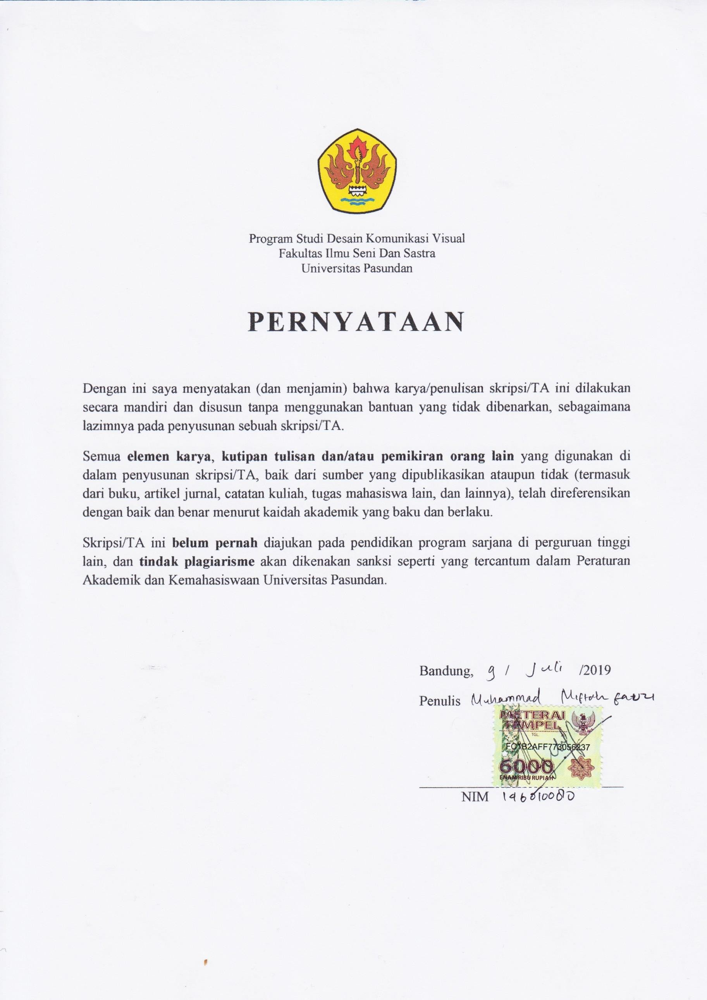 Program Studi Desain Komunikasi Visual
Fakultas Ilmu Seni Dan Sastra
Universitas Pasundan
PERNYATAAN
Dengan ini saya menyatakan (dan menjamin) bahwa karya/penulisan skripsi/TA ini dilakukan
secara mandiri dan disusun tanpa menggunakan bantuan yang tidak dibenarkan, sebagaimana
lazimnya pada penyusunan sebuah skripsi/TA.
Semua elemen karya, kutipan tulisan dan/atau pemikiran orang lain yang digunakan di
dalam penyusunan skripsi/TA, baik dari sumber yang dipublikasikan ataupun tidak (termasuk
dari buku, artikel jurnal, catatan kuliah, tugas mahasiswa lain, dan lainnya), telah direferensikan
dengan baik dan benar menurut kaidah akademik yang baku dan berlaku.
Skripsi/TA ini belum pernah diajukan pada pendidikan program sarjana di perguruan tinggi
lain, dan tindak plagiarisme akan dikenakan sanksi seperti yang tercantum dalam Peraturan
Akademik dan Kemahasiswaan Universitas Pasundan.
Bandung, 9 / Juli /2019
Penulis Muhammad Miftah Fauzi
METERAI
TEMPEL
TGL.
FC1B2AFF773056237
6000
ENAM RIBU RUPIAH
NIM 146010080